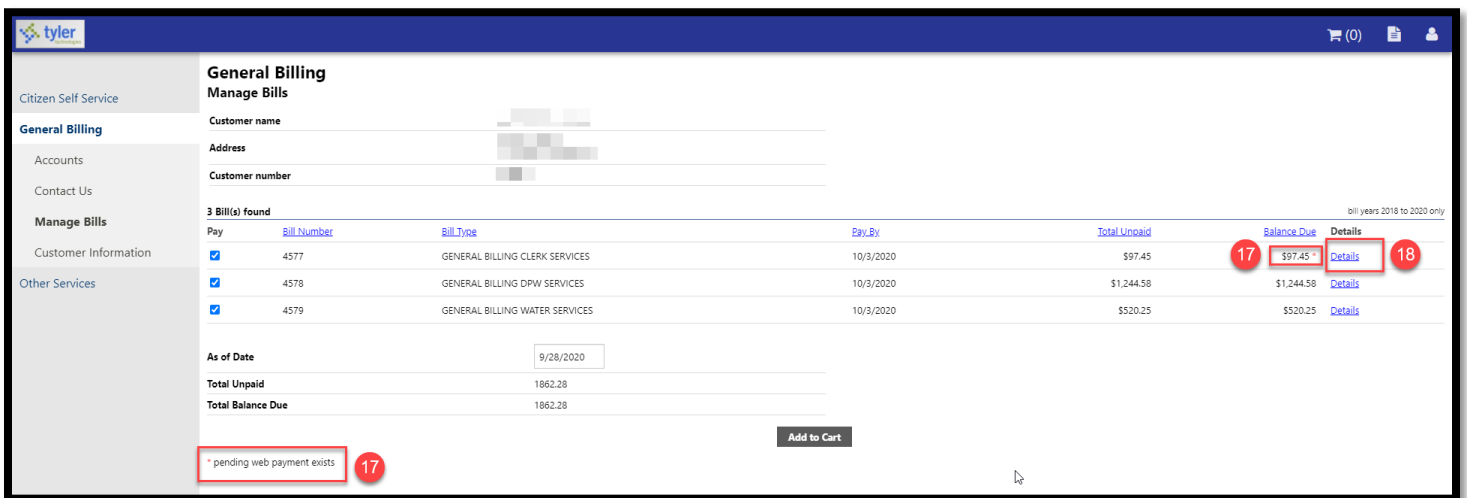 tyler
technologies
(0)
Citizen Self Service
General Billing
Accounts
Contact Us
Manage Bills
Customer Information
Other Services
General Billing
Manage Bills
Customer name
Address
Customer number
3 Bill(s) found
bill years 2018 to 2020 only
Pay Bill Number Bill Type Pay By Total Unpaid Balance Due Details
4577 GENERAL BILLING CLERK SERVICES 10/3/2020 $97.45 17 $97.45 * Details 18
4578 GENERAL BILLING DPW SERVICES 10/3/2020 $1,244.58 $1,244.58 Details
4579 GENERAL BILLING WATER SERVICES 10/3/2020 $520.25 $520.25 Details
As of Date 9/28/2020
Total Unpaid 1862.28
Total Balance Due 1862.28
Add to Cart
* pending web payment exists 17